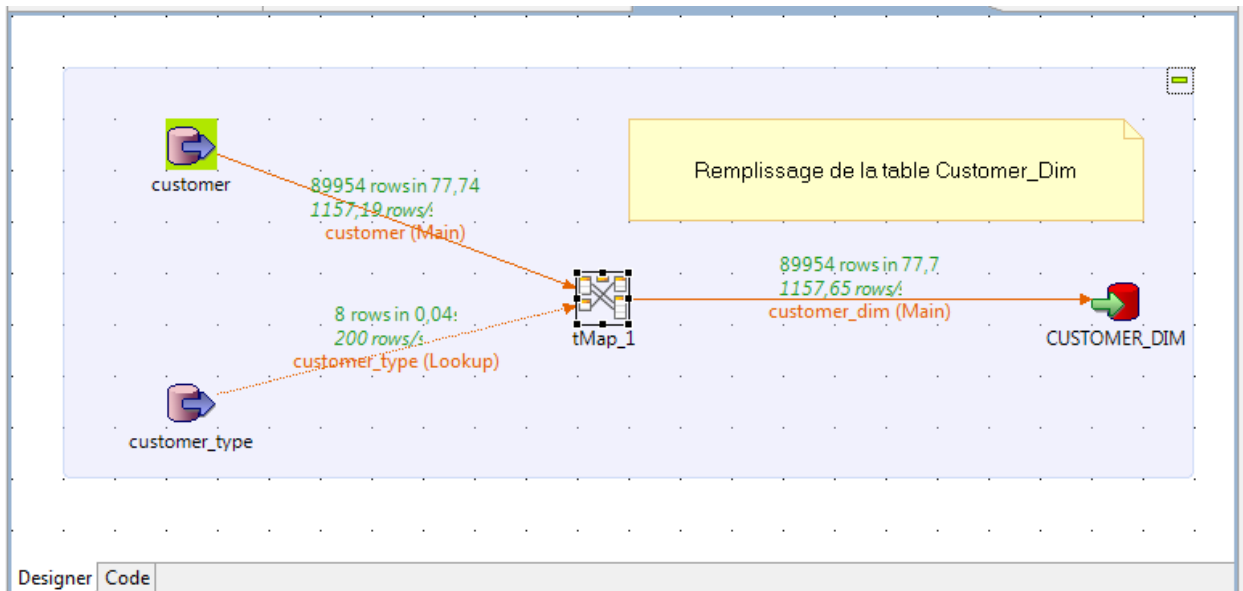 customer
89954 rows in 77,74
1157,19 rows/
customer (Main)
Remplissage de la table Customer_Dim
89954 rows in 77,7
1157,65 rows/
customer_dim (Main)
8 rows in 0,04
200 rows/s
customer_type (Lookup)
tMap_1
CUSTOMER_DIM
customer_type
Designer
Code